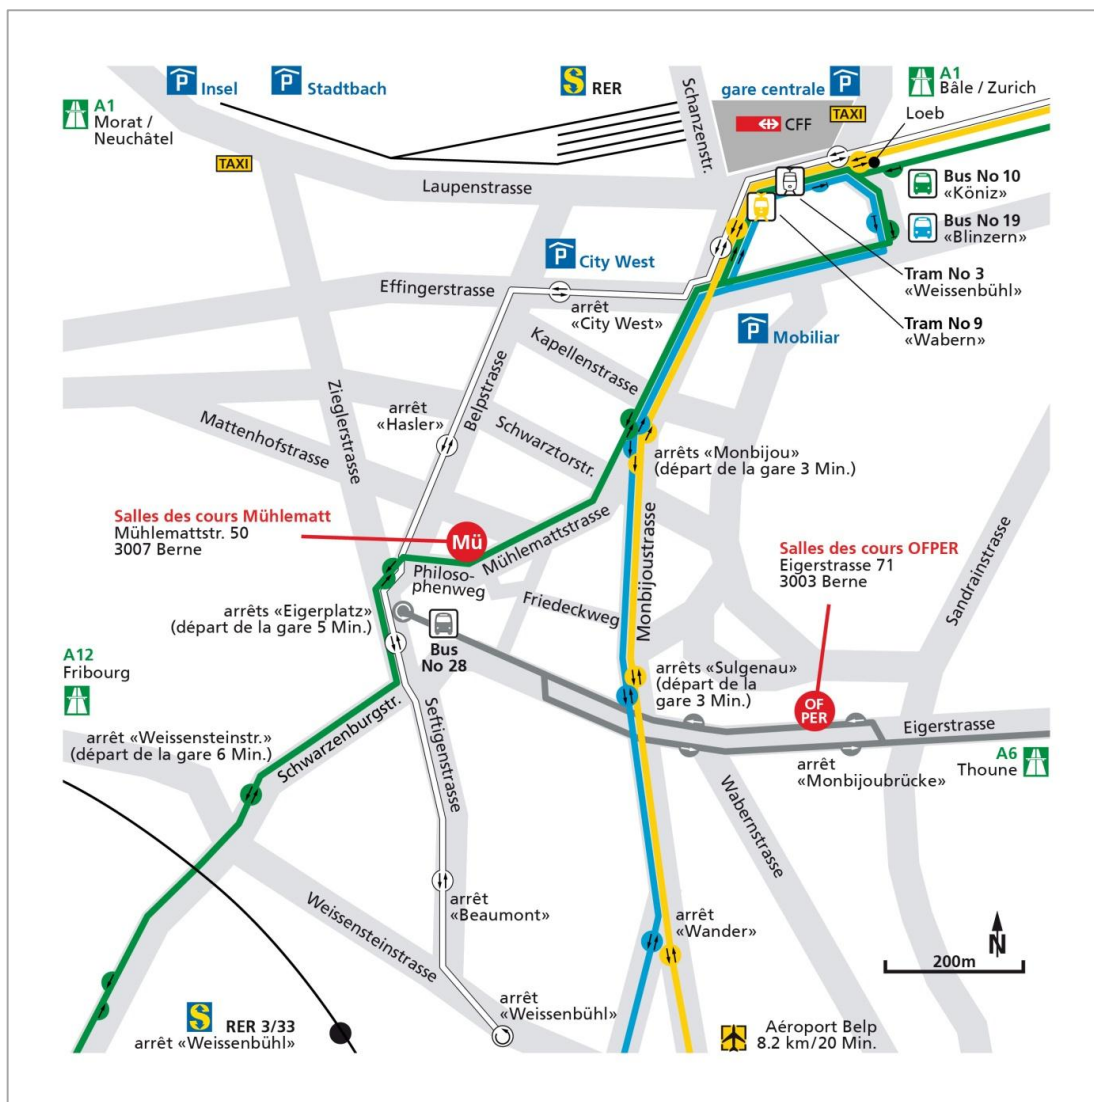 Insel
Stadtbach
RER
Schanzenstr.
gare centrale
TAXI
CFF
A1
Bâle / Zurich
Loeb
A1
Morat /
Neuchâtel
TAXI
Laupenstrasse
Bus No 10
«Köniz»
Bus No 19
«Blinzern»
Tram No 3
«Weissenbühl»
Tram No 9
«Wabern»
City West
Effingerstrasse
arrêt
«City West»
Mobiliar
Kapellenstrasse
Belpstrasse
Zieglerstrasse
arrêt
«Hasler»
Mattenhofstrasse
Schwarztorstr.
arrêts «Monbijou»
(départ de la gare 3 Min.)
Salles des cours Mühlematt
Mühlemattstr. 50
3007 Berne
Mü
Mühlemattstrasse
Monbijoustrasse
Salles des cours OFPER
Eigerstrasse 71
3003 Berne
Sandrainstrasse
Philoso-
phenweg
Friedeckweg
arrêts «Eigerplatz»
(départ de la gare 5 Min.)
Bus
No 28
A12
Fribourg
arrêts «Sulgenau»
(départ de la
gare 3 Min.)
OF
PER
Eigerstrasse
arrêt «Weissensteinstr.»
(départ de la gare 6 Min.)
Schwarzenburgstr.
Seftigenstrasse
arrêt
«Monbijoubrücke»
A6
Thoune
Wabernstrasse
arrêt
«Beaumont»
Weissensteinstrasse
arrêt
«Wander»
N
200m
arrêt
«Weissenbühl»
RER 3/33
arrêt «Weissenbühl»
Aéroport Belp
8.2 km/20 Min.